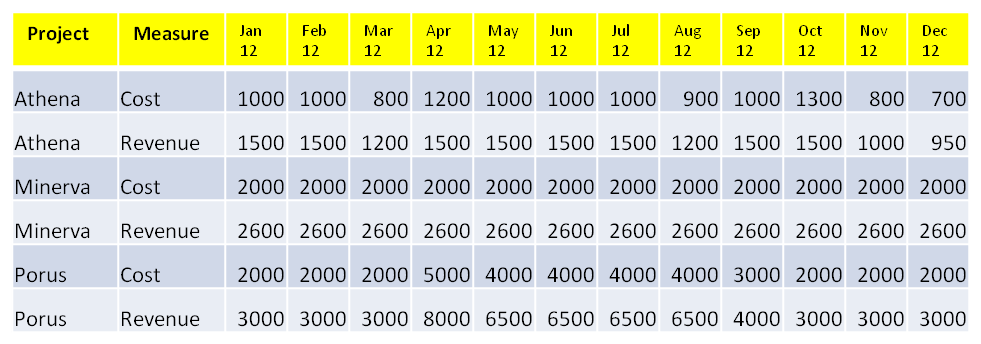 Project Measure Jan 12 Feb 12 Mar 12 Apr 12 May 12 Jun 12 Jul 12 Aug 12 Sep 12 Oct 12 Nov 12 Dec 12
Athena Cost 1000 1000 800 1200 1000 1000 1000 900 1000 1300 800 700
Athena Revenue 1500 1500 1200 1500 1500 1500 1500 1200 1500 1500 1000 950
Minerva Cost 2000 2000 2000 2000 2000 2000 2000 2000 2000 2000 2000 2000
Minerva Revenue 2600 2600 2600 2600 2600 2600 2600 2600 2600 2600 2600 2600
Porus Cost 2000 2000 2000 5000 4000 4000 4000 4000 3000 2000 2000 2000
Porus Revenue 3000 3000 3000 8000 6500 6500 6500 6500 4000 3000 3000 3000